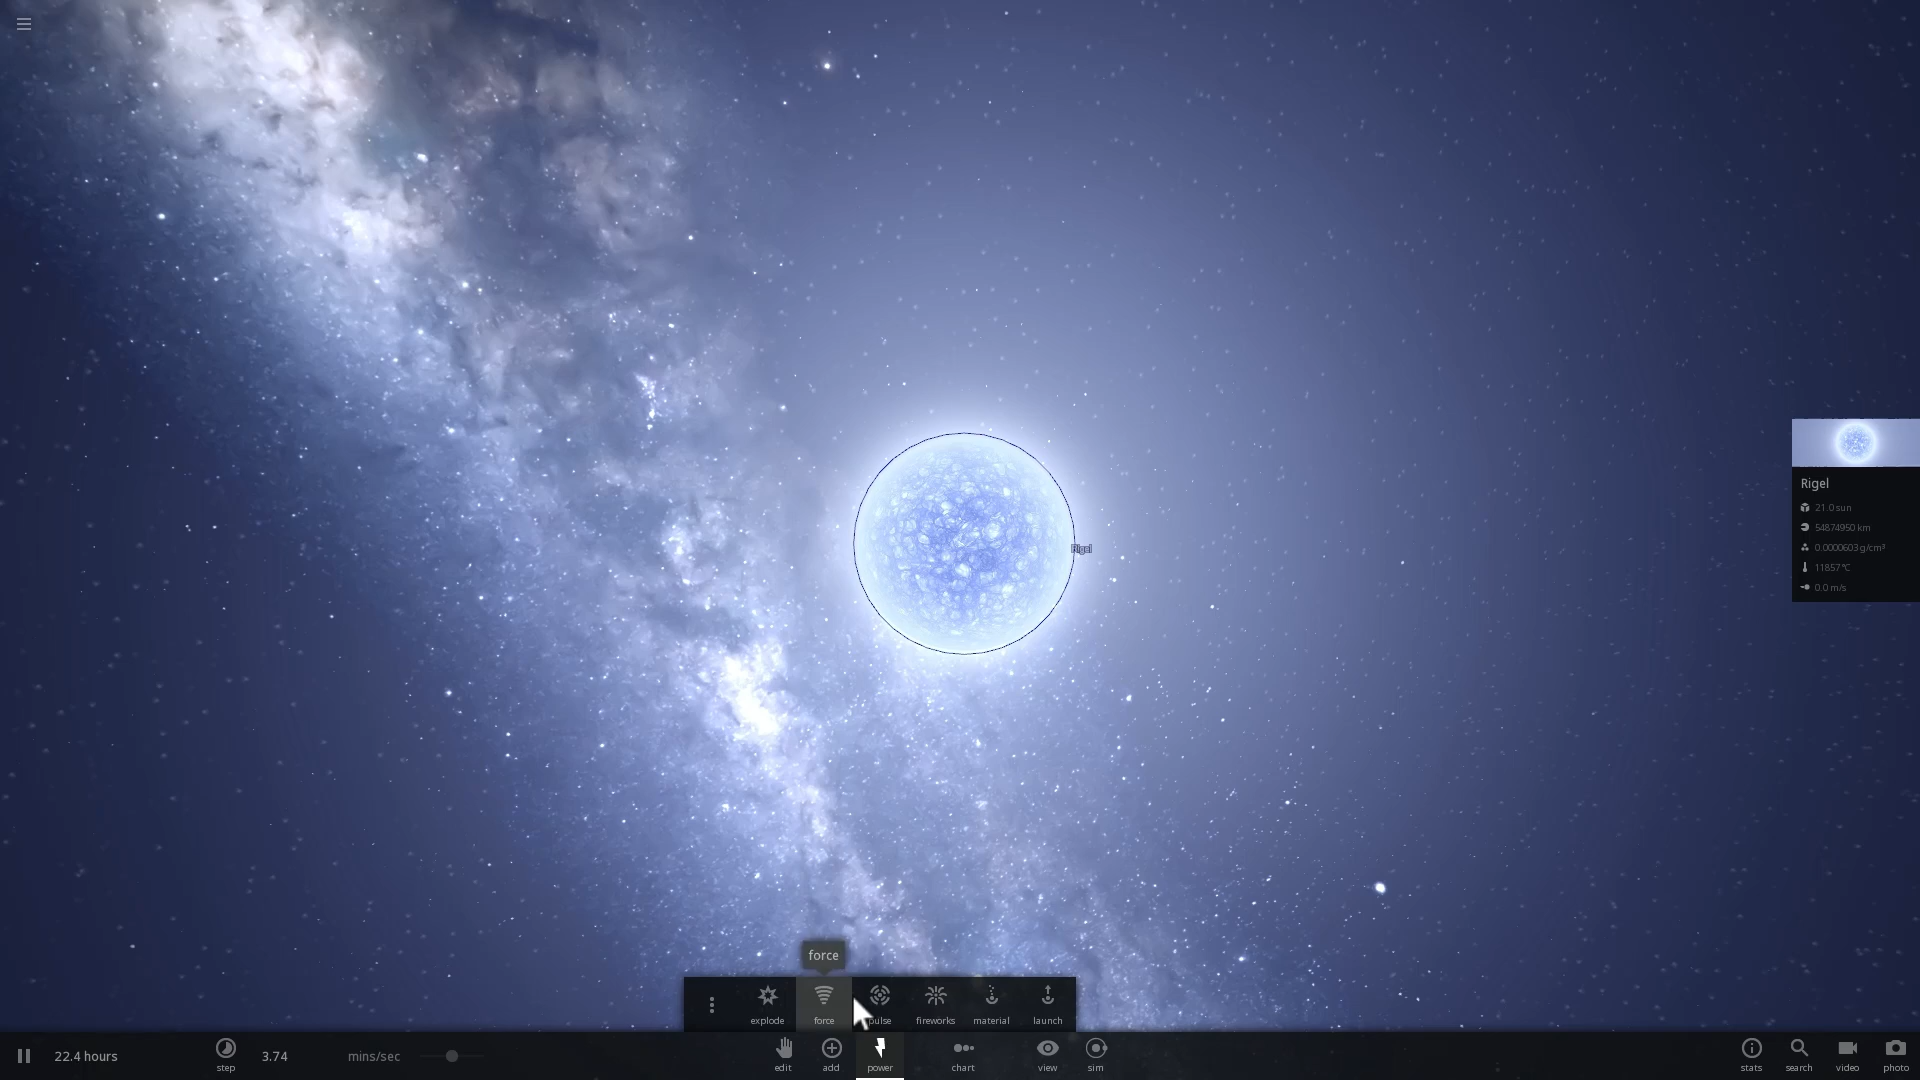 Rigel
Rigel
21.0 sun
54874950 km
0.0000603 g/cm³
11857 °C
0.0 m/s
force
explode
force
pulse
fireworks
material
launch
22.4 hours
step
3.74
mins/sec
edit
add
power
chart
view
sim
stats
search
video
photo